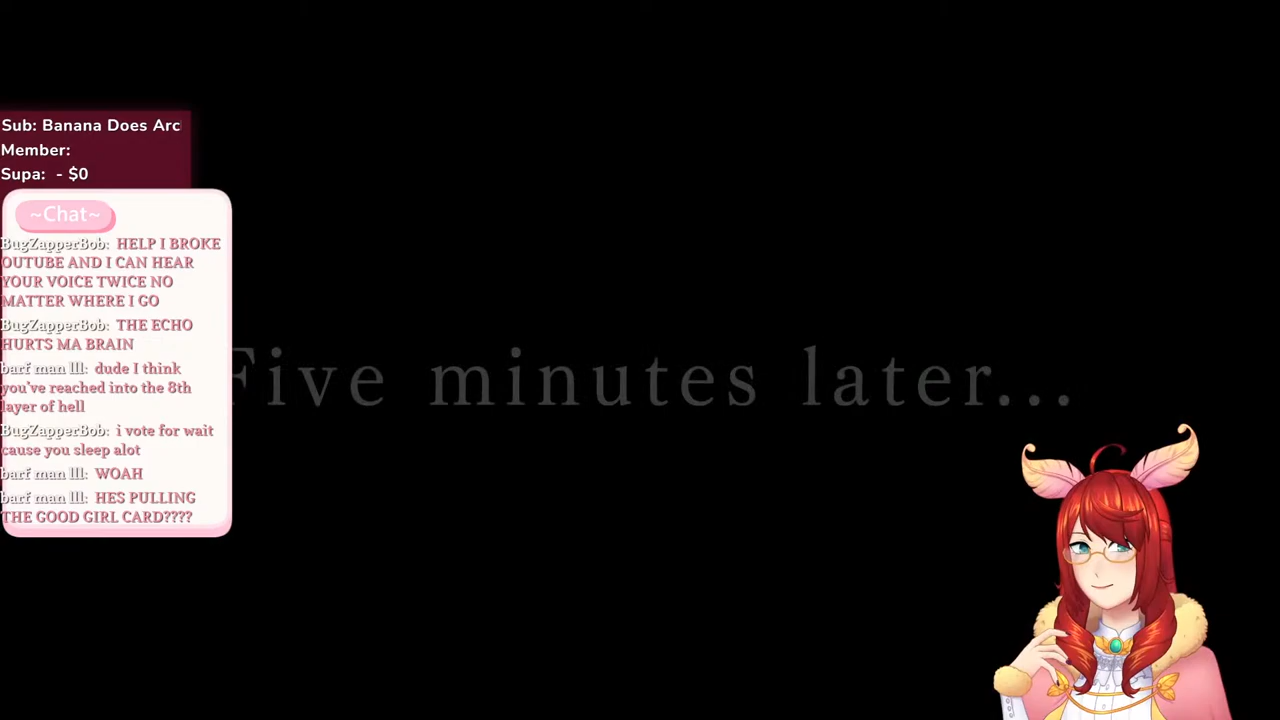 Sub: Banana Does Arc
Member:
Supa: - $0
~Chat~
BugZapperBob: HELP I BROKE
OUTUBE AND I CAN HEAR
YOUR VOICE TWICE NO
MATTER WHERE I GO
BugZapperBob: THE ECHO
HURTS MA BRAIN
barf man lll: dude I think
you've reached into the 8th
layer of hell
BugZapperBob: i vote for wait
cause you sleep alot
barf man lll: WOAH
barf man lll: HES PULLING
THE GOOD GIRL CARD????
Five minutes later...